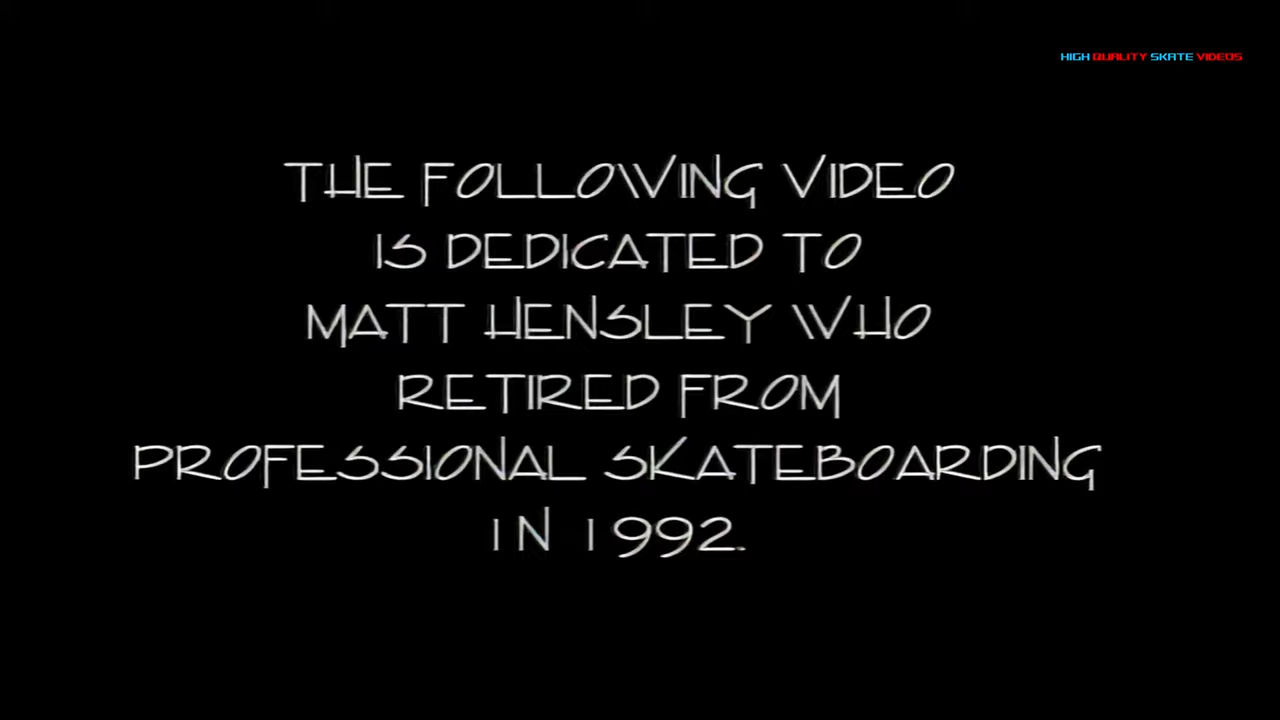 HIGH QUALITY SKATE VIDEOS
THE FOLLOWING VIDEO
IS DEDICATED TO
MATT HENSLEY WHO
RETIRED FROM
PROFESSIONAL SKATEBOARDING
IN 1992.